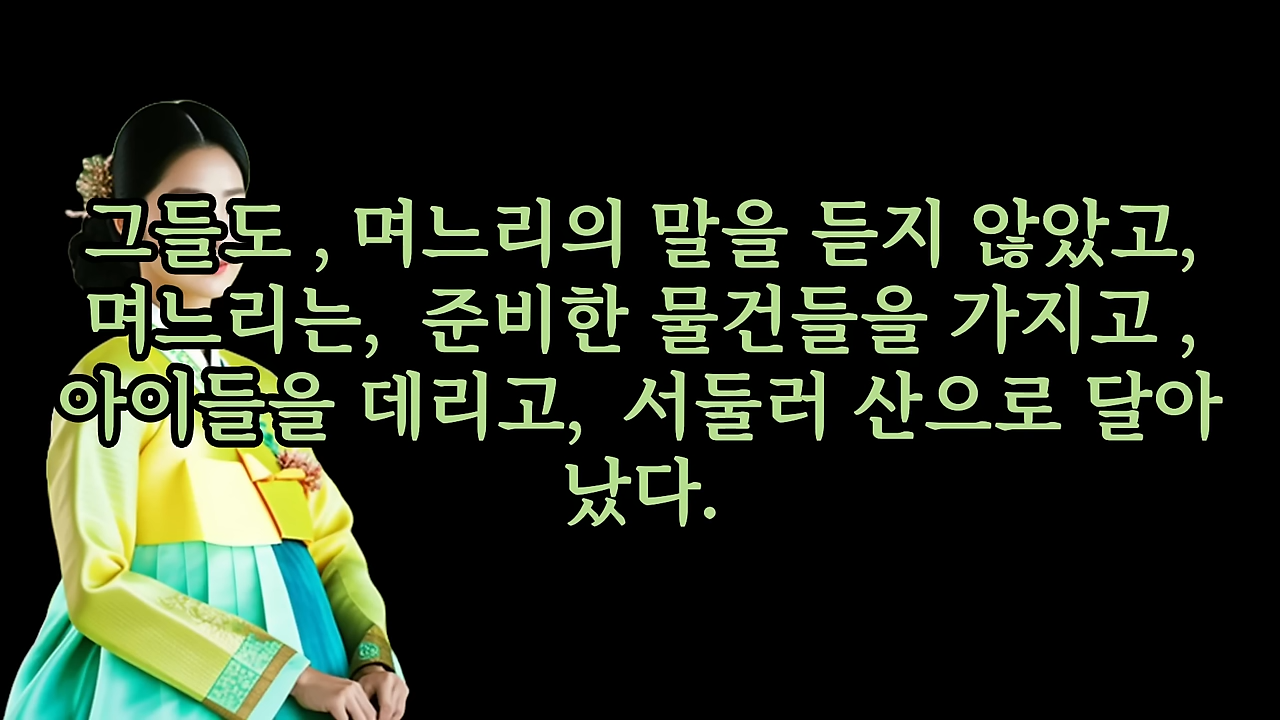 그들도 , 며느리의 말을 듣지 않았고,
며느리는,  준비한 물건들을 가지고 ,
아이들을 데리고,  서둘러 산으로 달아
났다.